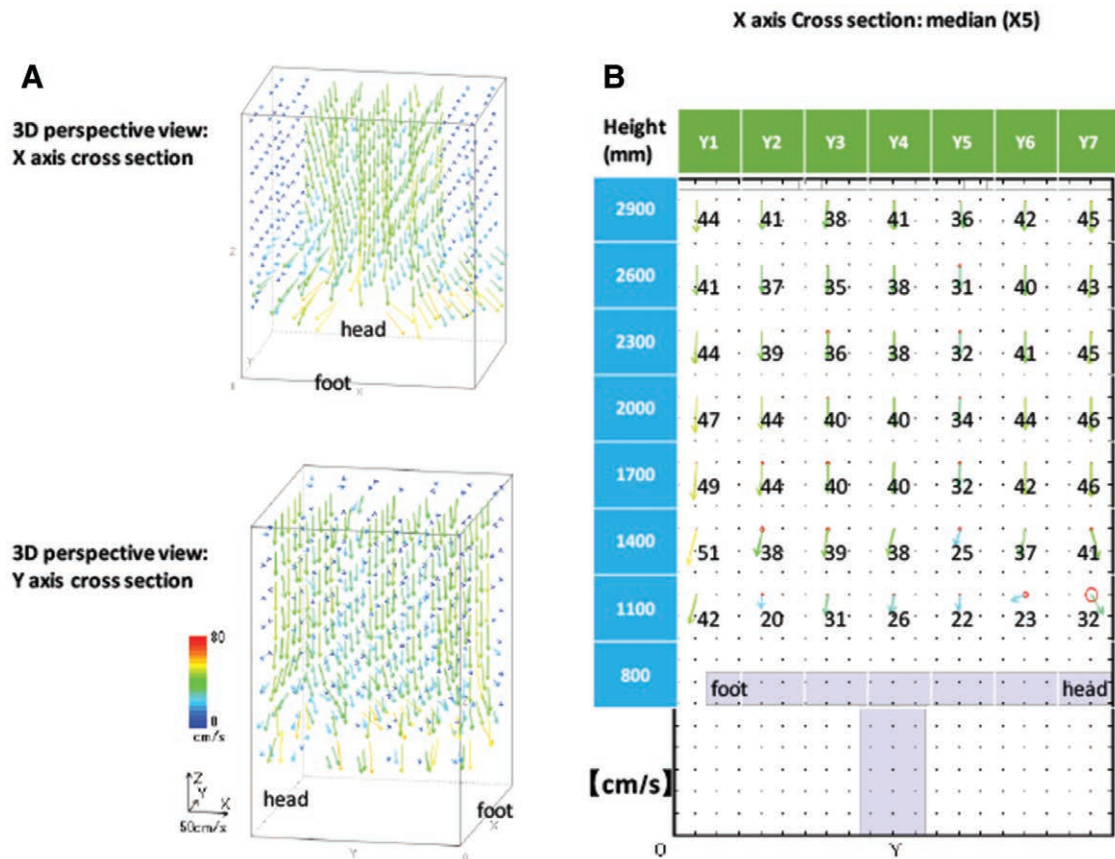 X axis Cross section: median (X5)
A
B
3D perspective view:
X axis cross section
Z
Y
head
foot
X
3D perspective view:
Y axis cross section
80
0
cm/s
Z
Y
X
50cm/s
head
foot
X
Y
0
Height
(mm)
Y1 Y2 Y3 Y4 Y5 Y6 Y7
2900 44 41 38 41 36 42 45
2600 41 37 35 38 31 40 43
2300 44 39 36 38 32 41 45
2000 47 44 40 40 34 44 46
1700 49 44 40 40 32 42 46
1400 51 38 39 38 25 37 41
1100 42 20 31 26 22 23 32
800
foot head
【cm/s】
0 Y